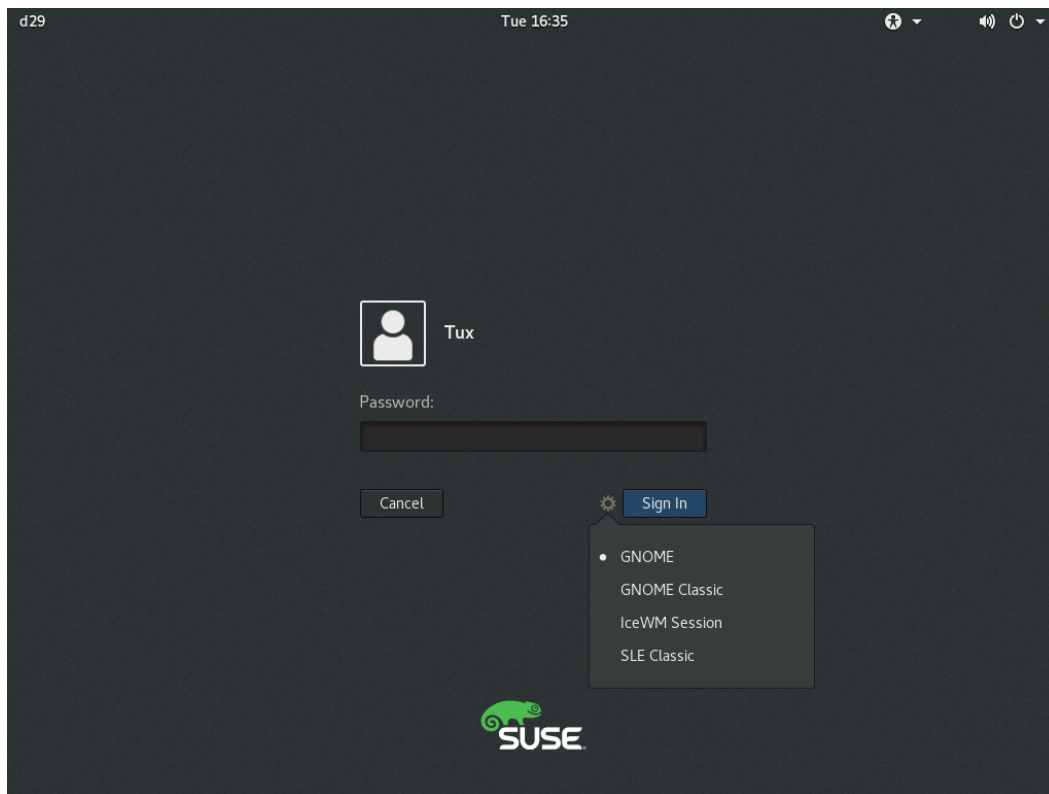 d29 Tue 16:35
Tux
Password:
Cancel Sign In
GNOME
GNOME Classic
IceWM Session
SLE Classic
SUSE